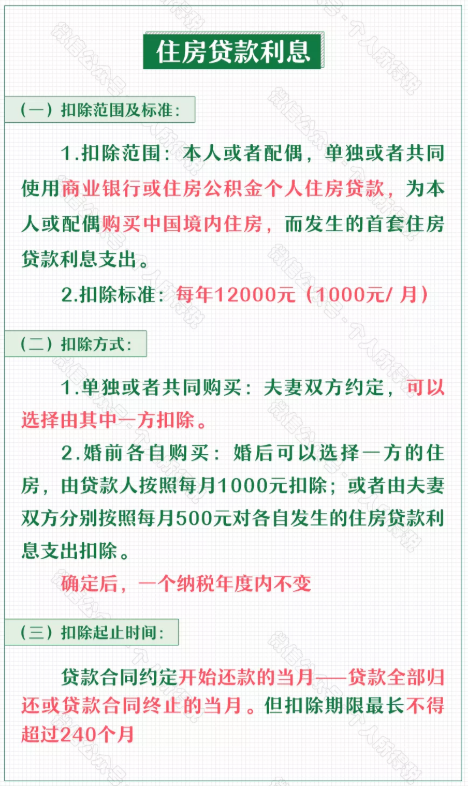 住房贷款利息
（一）扣除范围及标准：
1.扣除范围：本人或者配偶，单独或者共同
使用商业银行或住房公积金个人住房贷款，为本
人或配偶购买中国境内住房，而发生的首套住房
贷款利息支出。
2.扣除标准：每年12000元（1000元/ 月）
（二）扣除方式：
1.单独或者共同购买：夫妻双方约定，可以
选择由其中一方扣除。
2.婚前各自购买：婚后可以选择一方的住
房，由贷款人按照每月1000元扣除；或者由夫妻
双方分别按照每月500元对各自发生的住房贷款利
息支出扣除。
确定后，一个纳税年度内不变
（三）扣除起止时间：
贷款合同约定开始还款的当月——贷款全部归
还或贷款合同终止的当月。但扣除期限最长不得
超过240个月